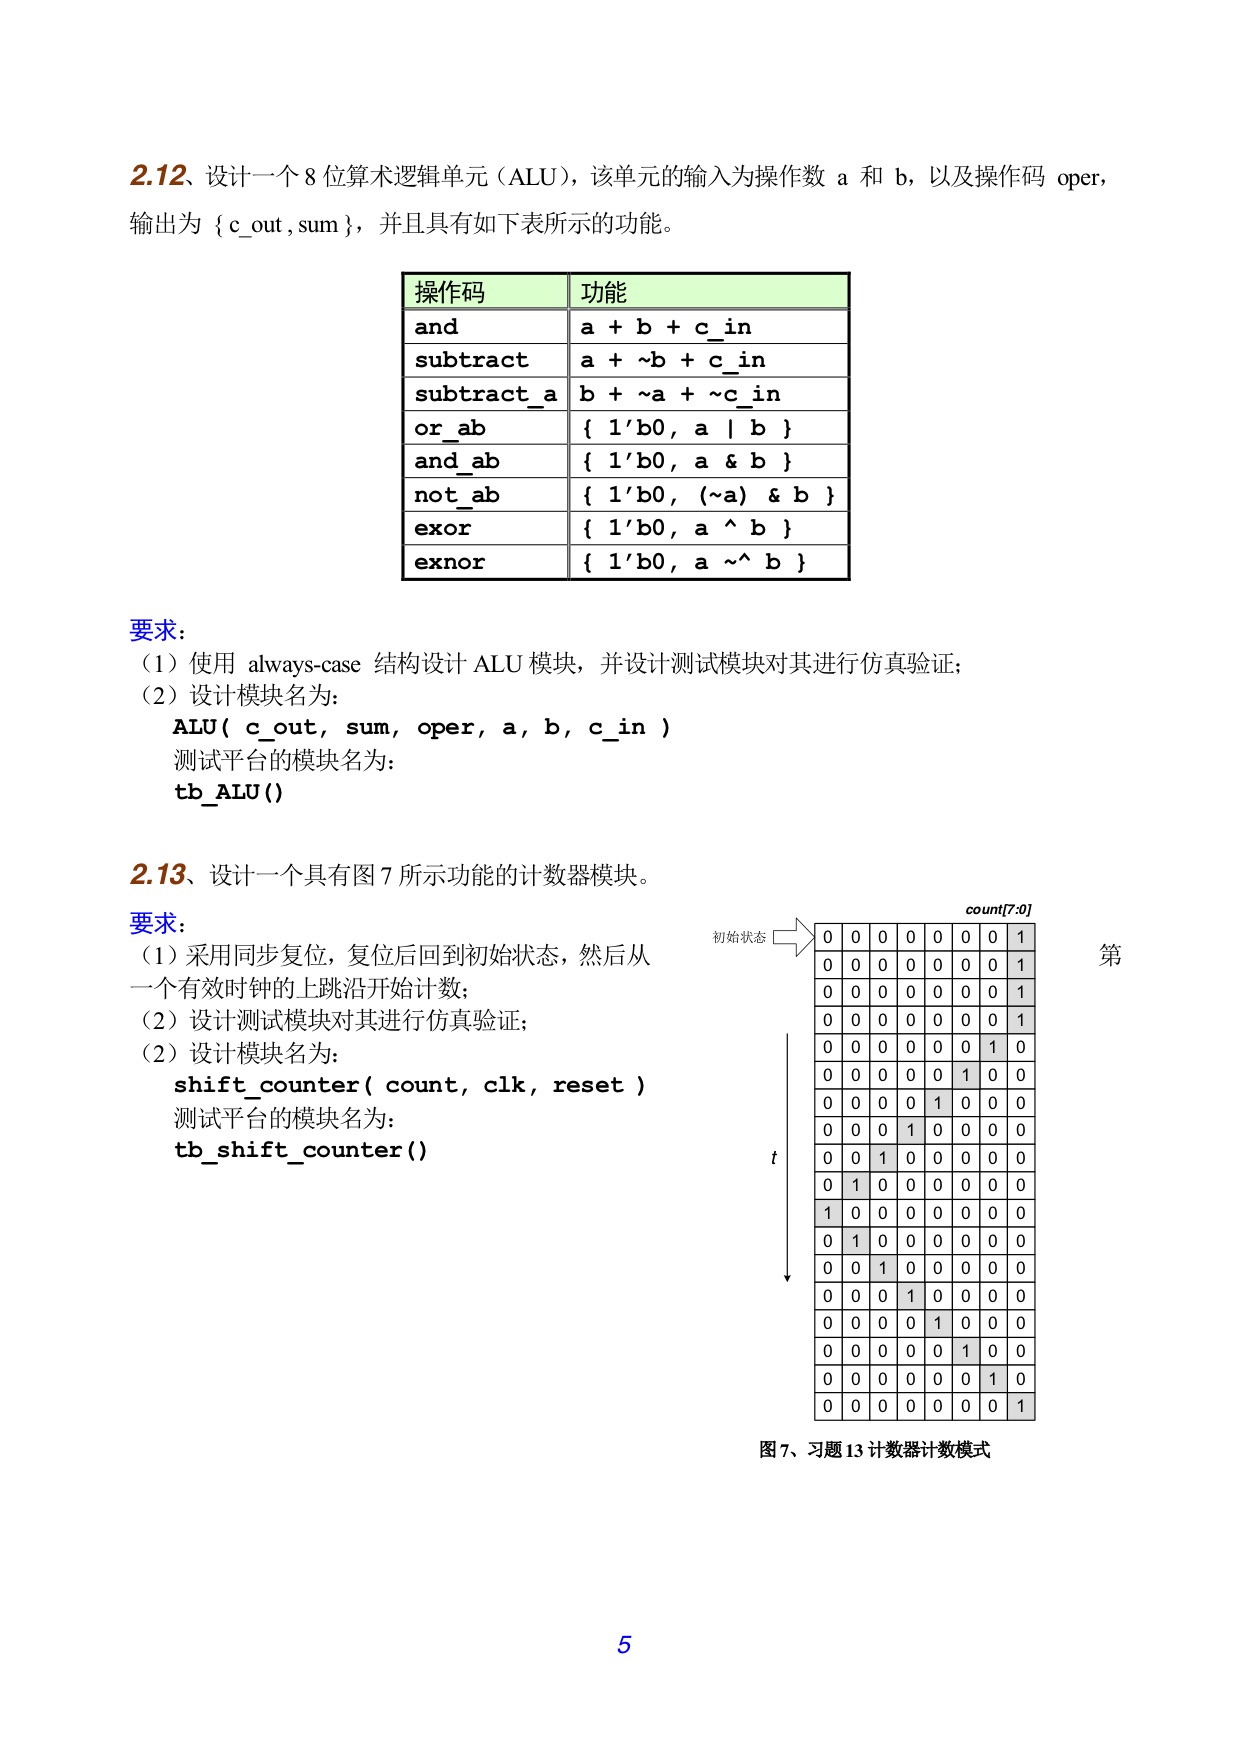 2.12、设计一个 8 位算术逻辑单元（ALU），该单元的输入为操作数 a 和 b，以及操作码 oper，
输出为 { c_out , sum }，并且具有如下表所示的功能。
操作码 功能
and a + b + c_in
subtract a + ~b + c_in
subtract_a b + ~a + ~c_in
or_ab { 1′b0, a | b }
and_ab { 1′b0, a & b }
not_ab { 1′b0, (~a) & b }
exor { 1′b0, a ^ b }
exnor { 1′b0, a ~^ b }
要求：
（1）使用 always-case 结构设计 ALU 模块，并设计测试模块对其进行仿真验证；
（2）设计模块名为：
ALU( c_out, sum, oper, a, b, c_in )
测试平台的模块名为：
tb_ALU()
2.13、设计一个具有图 7 所示功能的计数器模块。
要求：
（1）采用同步复位，复位后回到初始状态，然后从 第
一个有效时钟的上跳沿开始计数；
（2）设计测试模块对其进行仿真验证；
（2）设计模块名为：
shift_counter( count, clk, reset )
测试平台的模块名为：
tb_shift_counter()
count[7:0]
初始状态 0 0 0 0 0 0 0 1
0 0 0 0 0 0 0 1
0 0 0 0 0 0 0 1
0 0 0 0 0 0 0 1
0 0 0 0 0 0 1 0
0 0 0 0 0 1 0 0
0 0 0 0 1 0 0 0
0 0 0 1 0 0 0 0
t 0 0 1 0 0 0 0 0
0 1 0 0 0 0 0 0
1 0 0 0 0 0 0 0
0 1 0 0 0 0 0 0
0 0 1 0 0 0 0 0
0 0 0 1 0 0 0 0
0 0 0 0 1 0 0 0
0 0 0 0 0 1 0 0
0 0 0 0 0 0 1 0
0 0 0 0 0 0 0 1
图 7、习题 13 计数器计数模式
5